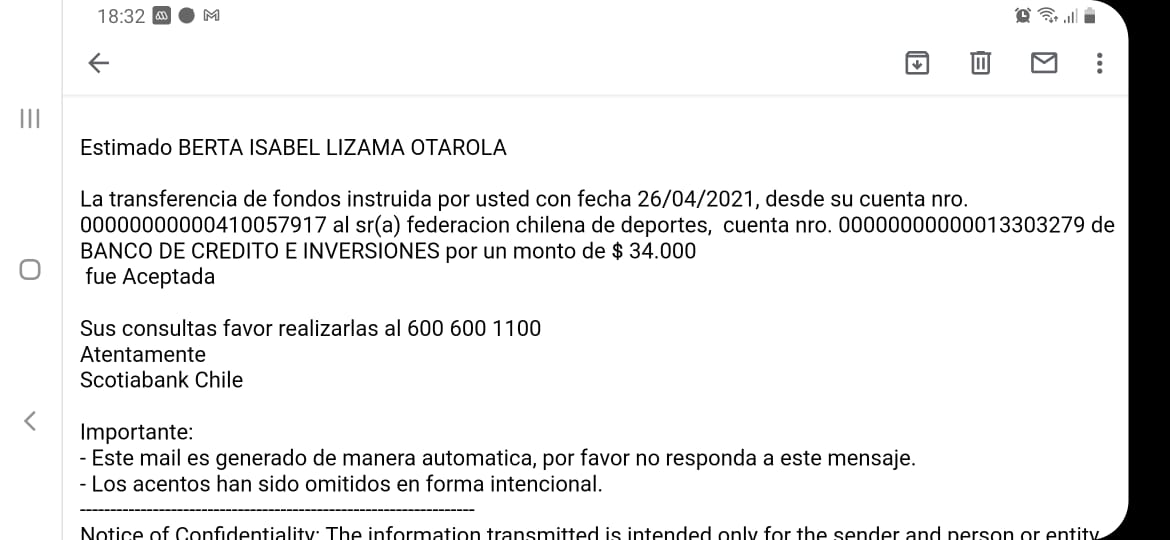 18:32
Estimado BERTA ISABEL LIZAMA OTAROLA
La transferencia de fondos instruida por usted con fecha 26/04/2021, desde su cuenta nro.
00000000000410057917 al sr(a) federacion chilena de deportes,  cuenta nro. 00000000000013303279 de
BANCO DE CREDITO E INVERSIONES por un monto de $ 34.000
fue Aceptada
Sus consultas favor realizarlas al 600 600 1100
Atentamente
Scotiabank Chile
Importante:
- Este mail es generado de manera automatica, por favor no responda a este mensaje.
- Los acentos han sido omitidos en forma intencional.
-----------------------------------------------------------------
Notice of Confidentiality: The information transmitted is intended only for the sender and person or entity